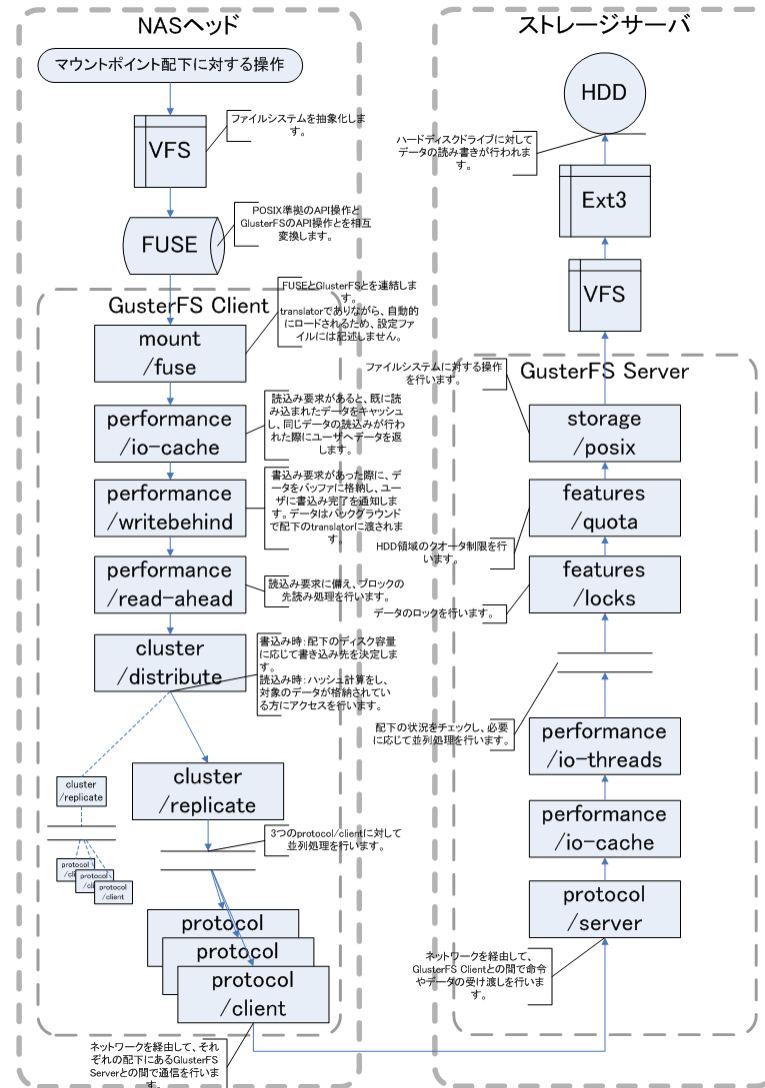 NASヘッド
マウントポイント配下に対する操作
VFS
ファイルシステムを抽象化しま
す。
FUSE
POSIX準拠のAPI操作と
GlusterFSのAPI操作とを相互
変換します。
GusterFS Client
mount
/fuse
FUSEとGlusterFSとを連結しま
す。
translatorでありながら、自動的
にロードされるため、設定ファ
イルには記述しません。
performance
/io-cache
読込み要求があると、既に読
み込まれたデータをキャッシュ
し、同じデータの読込みが行わ
れた際にユーザへデータを返
します。
performance
/writebehind
書込み要求があった際に、デ
ータをバッファに格納し、ユー
ザに書込み完了を通知しま
す。データはバックグラウンド
で配下のtranslatorに渡されま
す。
performance
/read-ahead
読込み要求に備え、ブロックの
先読み処理を行います。
cluster
/distribute
書込み時:配下のディスク容量
に応じて書き込み先を決定しま
す。
読込み時:ハッシュ計算をし、
対象のデータが格納されてい
る方にアクセスを行います。
cluster
/replicate
cluster
/replicate
3つのprotocol/clientに対して
並列処理を行います。
protocol
/cli
protocol
/cli
protocol
/client
protocol
protocol
protocol
/client
ネットワークを経由して、それ
ぞれの配下にあるGlusterFS
Serverとの間で通信を行いま
す。
ストレージサーバ
HDD
ハードディスクドライブに対して
データの読み書きが行われま
す。
Ext3
VFS
GusterFS Server
ファイルシステムに対する操作
を行います。
storage
/posix
features
/quota
HDD領域のクオータ制限を行
います。
features
/locks
データのロックを行います。
配下の状況をチェックし、必要
に応じて並列処理を行います。
performance
/io-threads
performance
/io-cache
protocol
/server
ネットワークを経由して、
GlusterFS Clientとの間で命令
やデータの受け渡しを行いま
す。